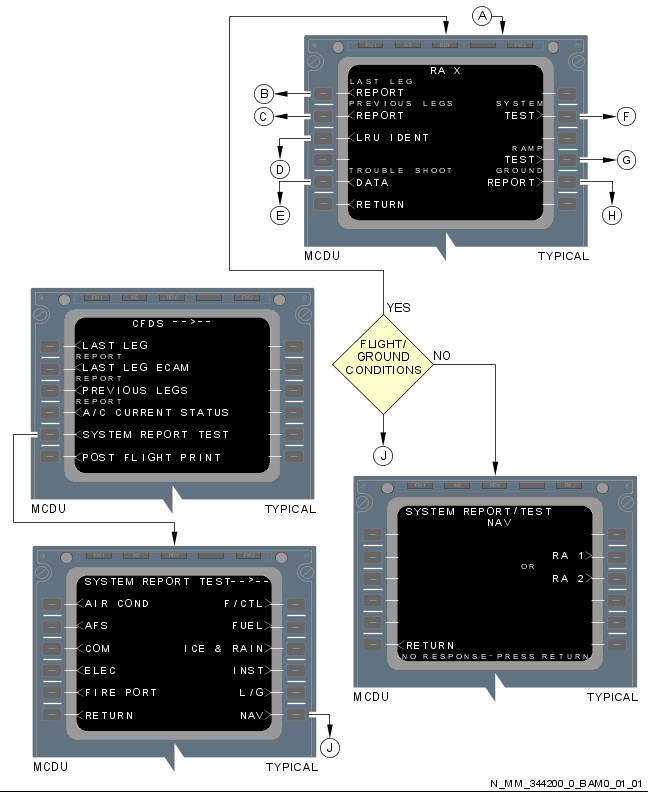 A
RA X
LAST LEG
<REPORT
PREVIOUS LEGS SYSTEM
<REPORT TEST>
<LRU IDENT
RAMP
TEST>
TROUBLE SHOOT GROUND
<DATA REPORT>
<RETURN
B
C
D
E
F
G
H
MCDU TYPICAL
YES
FLIGHT/
GROUND
CONDITIONS
NO
J
CFDS -->--
<LAST LEG
REPORT
<LAST LEG ECAM
REPORT
<PREVIOUS LEGS
REPORT
<A/C CURRENT STATUS
<SYSTEM REPORT TEST
<POST FLIGHT PRINT
MCDU TYPICAL
SYSTEM REPORT/TEST
NAV
RA 1>
OR
RA 2>
<RETURN
NO RESPONSE-PRESS RETURN
MCDU TYPICAL
SYSTEM REPORT TEST-->--
<AIR COND F/CTL>
<AFS FUEL>
<COM ICE & RAIN>
<ELEC INST>
<FIRE PORT L/G>
<RETURN NAV>
J
MCDU TYPICAL
N_MM_344200_0_BAM0_01_01